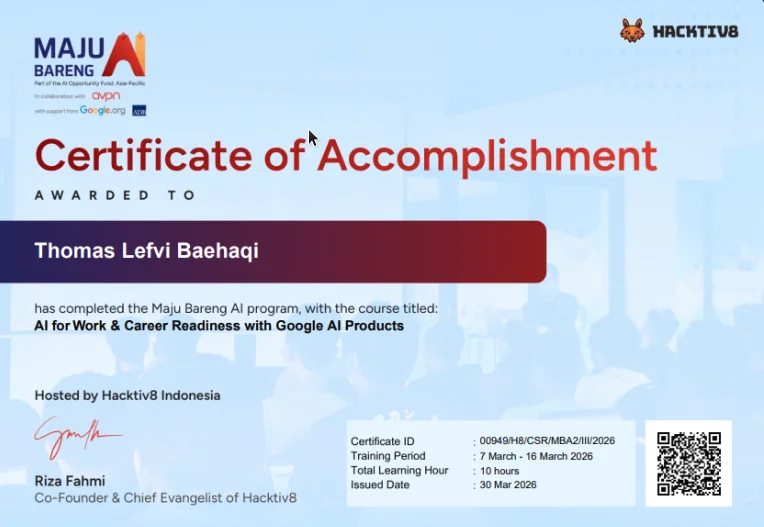 HACKTIV8
MAJU AI
BARENG
Part of the AI Opportunity Fund: Asia-Pacific
In collaboration with avpn
with support from Google.org ADB
Certificate of Accomplishment
AWARDED TO
Thomas Lefvi Baehaqi
has completed the Maju Bareng AI program, with the course titled:
AI for Work & Career Readiness with Google AI Products
Hosted by Hacktiv8 Indonesia
Riza Fahmi
Co-Founder & Chief Evangelist of Hacktiv8
Certificate ID : 00949/H8/CSR/MBA2/III/2026
Training Period : 7 March - 16 March 2026
Total Learning Hour : 10 hours
Issued Date : 30 Mar 2026